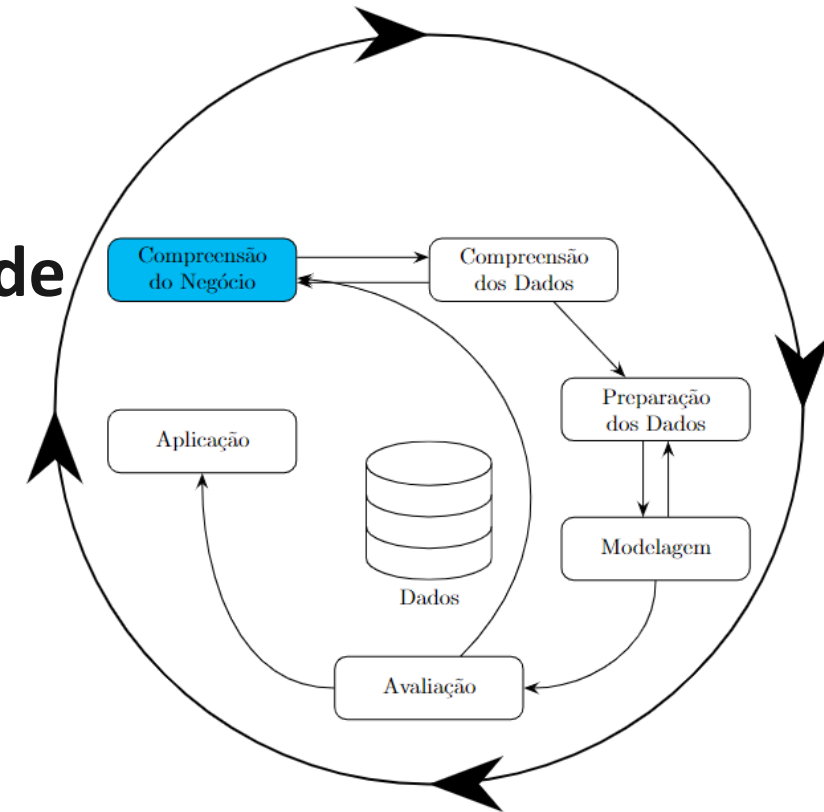 de
Compreensão
do Negócio
Compreensão
dos Dados
Preparação
dos Dados
Aplicação
Modelagem
Dados
Avaliação